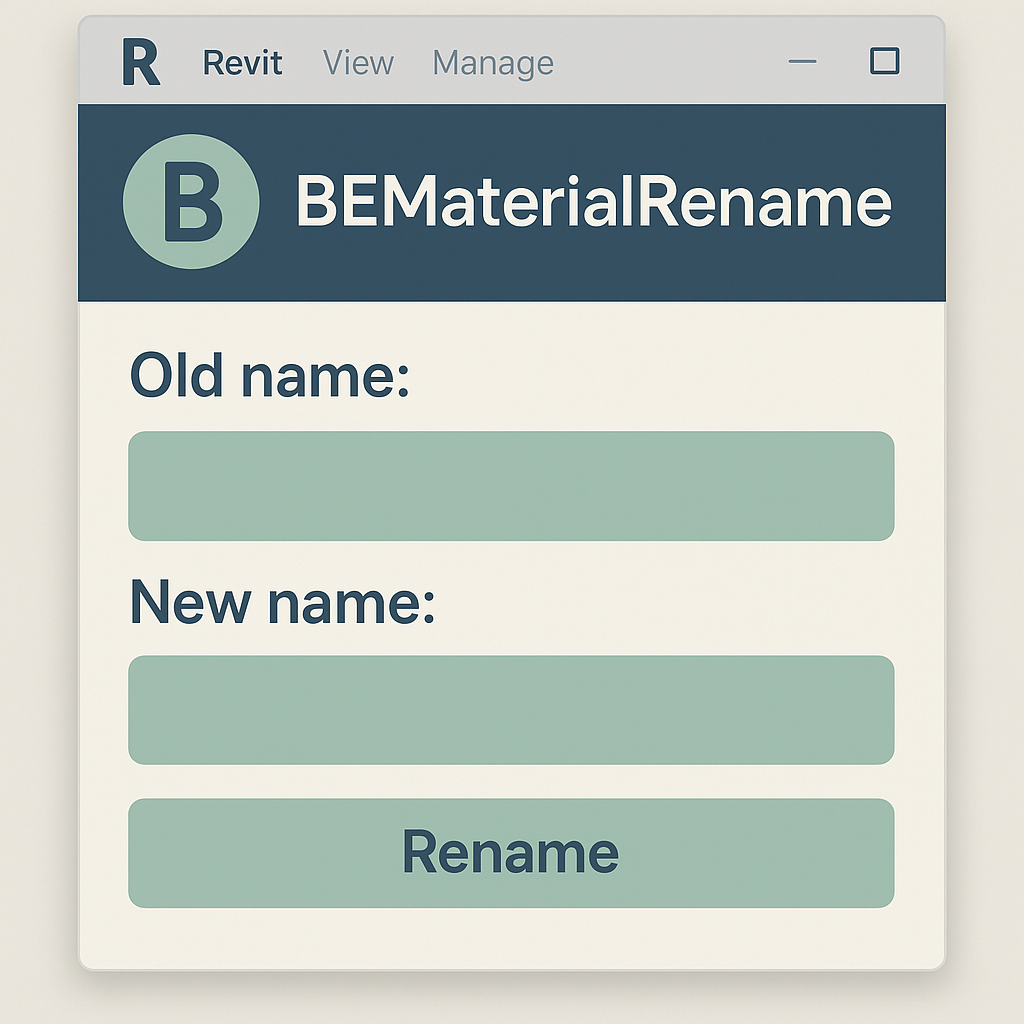 R Revit View Manage
B BEMaterialRename
Old name:
New name:
Rename